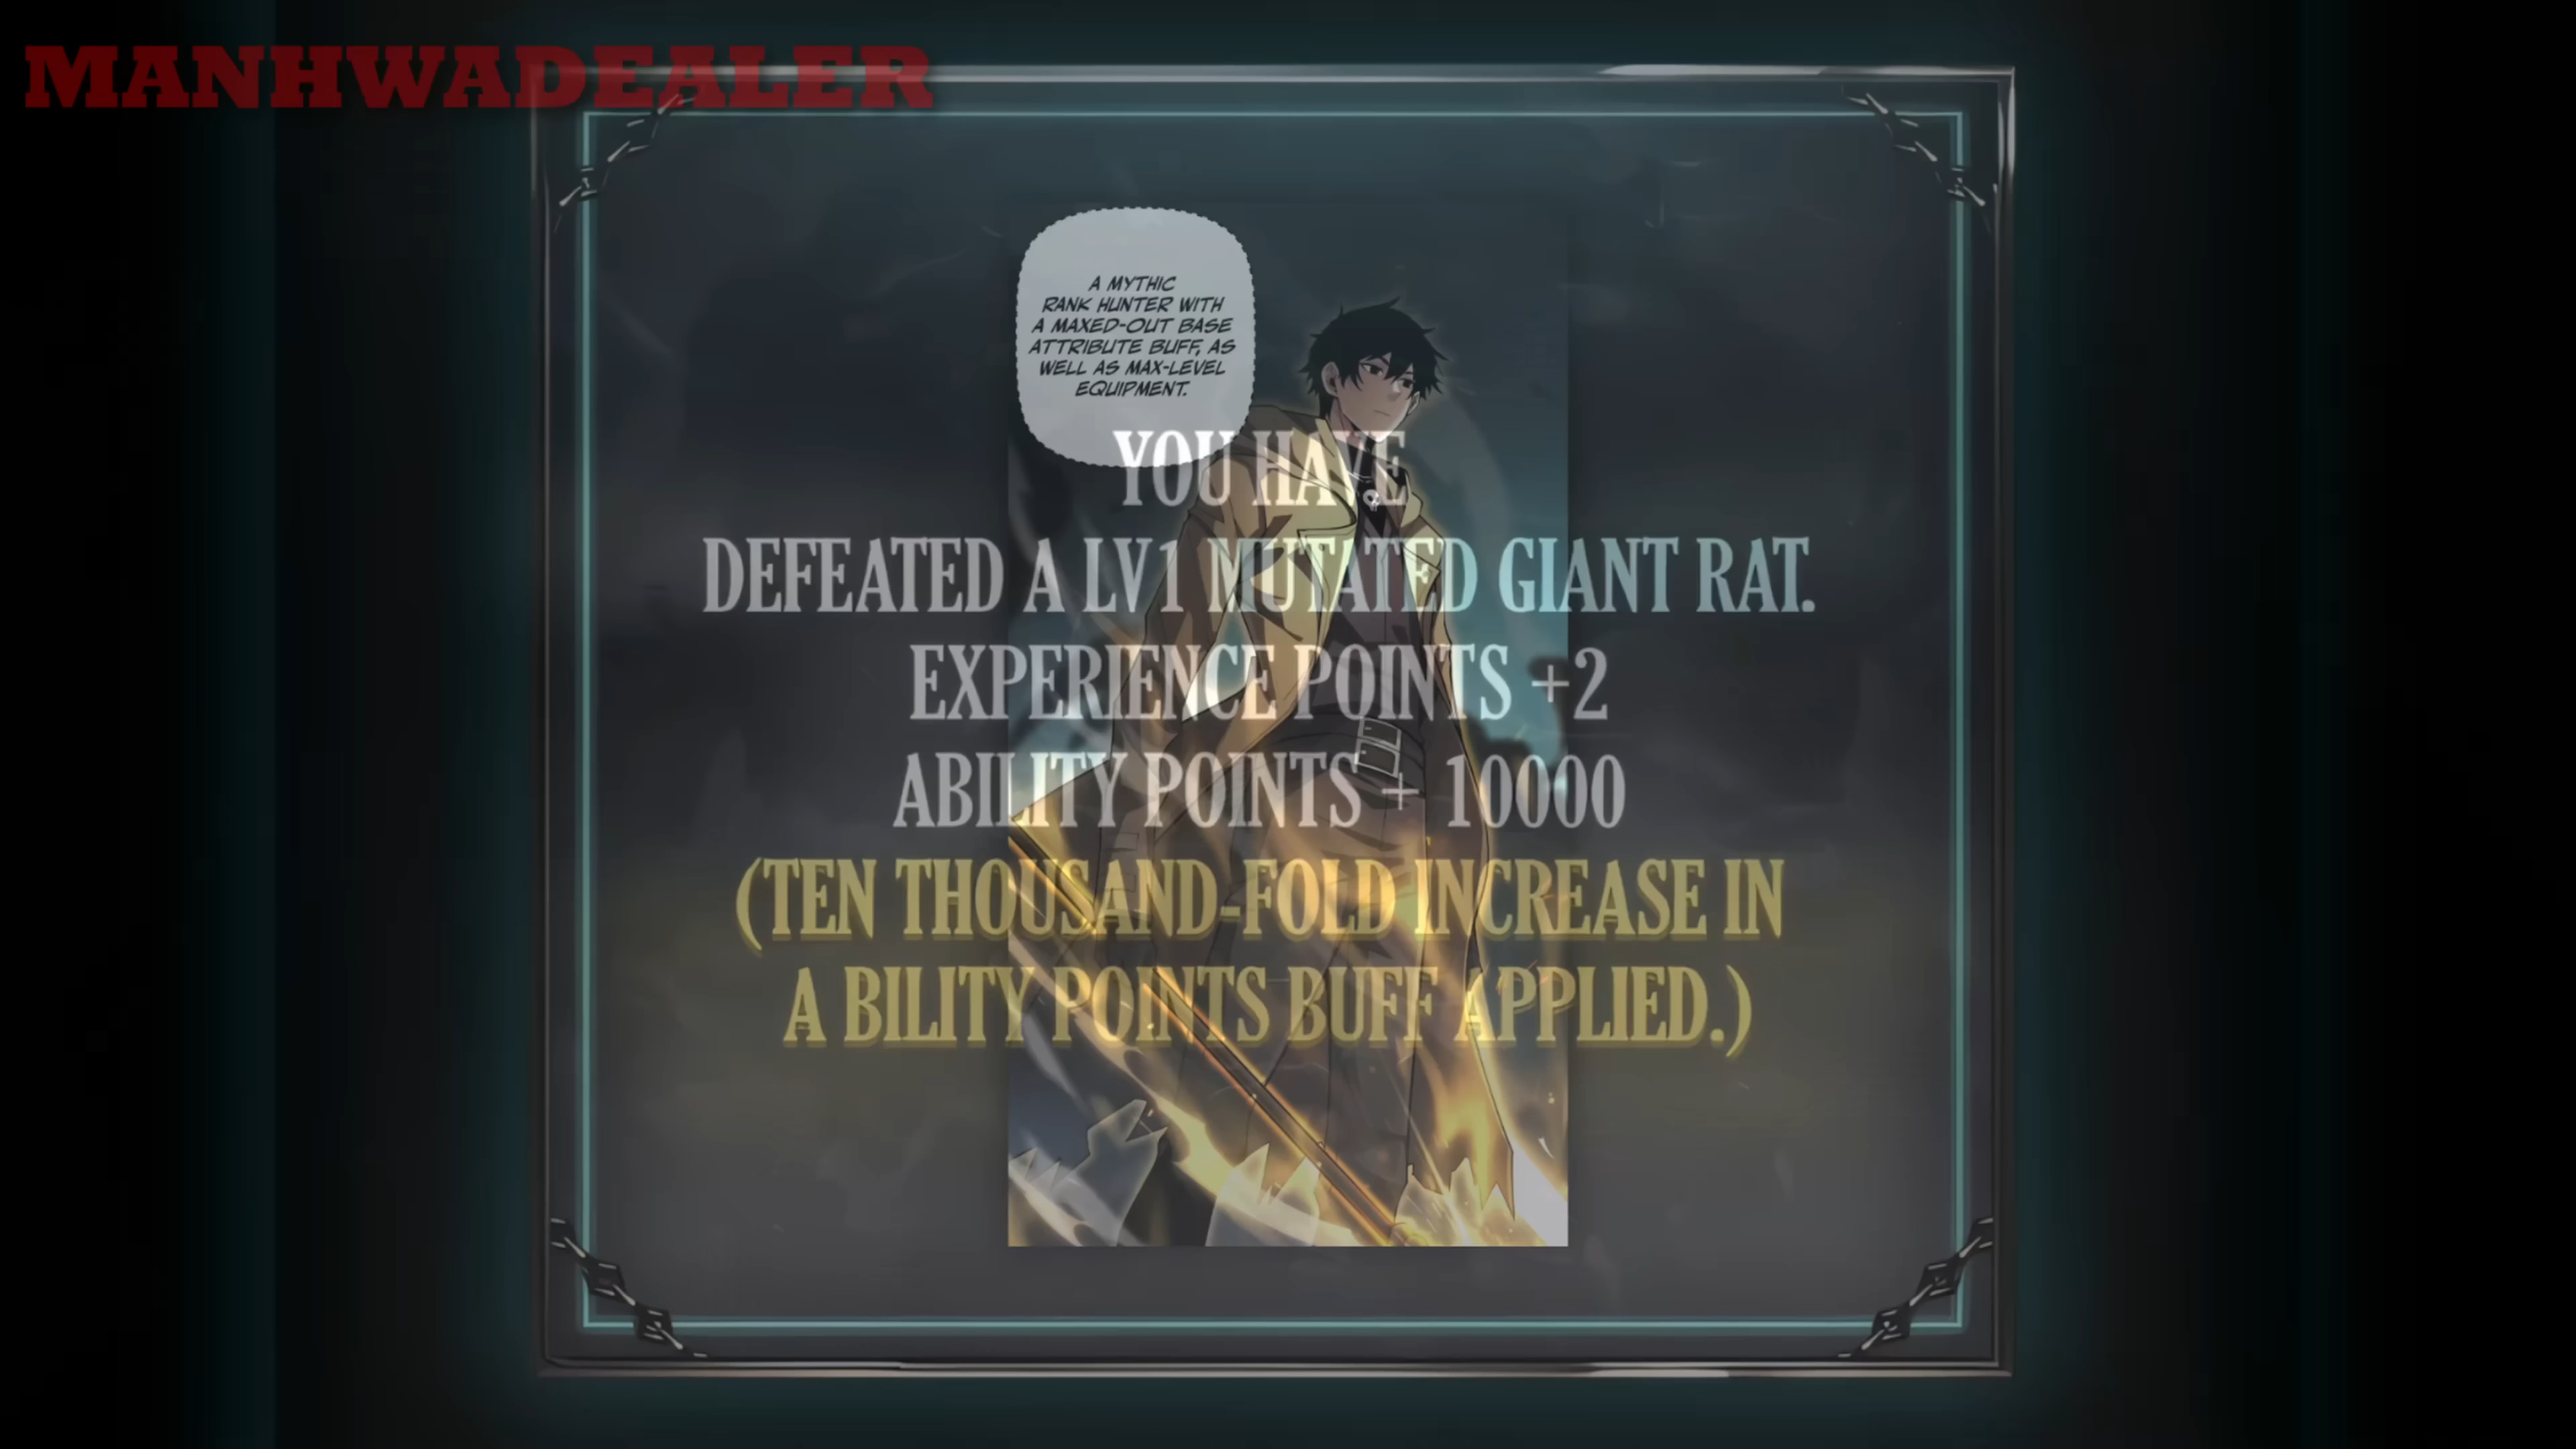 MANHWADEALER
A MYTHIC
RANK HUNTER WITH
A MAXED-OUT BASE
ATTRIBUTE BUFF, AS
WELL AS MAX-LEVEL
EQUIPMENT.
YOU HAVE
DEFEATED A LV1 MUTATED GIANT RAT.
EXPERIENCE POINTS +2
ABILITY POINTS + 10000
(TEN THOUSAND-FOLD INCREASE IN
A BILITY POINTS BUFF APPLIED.)